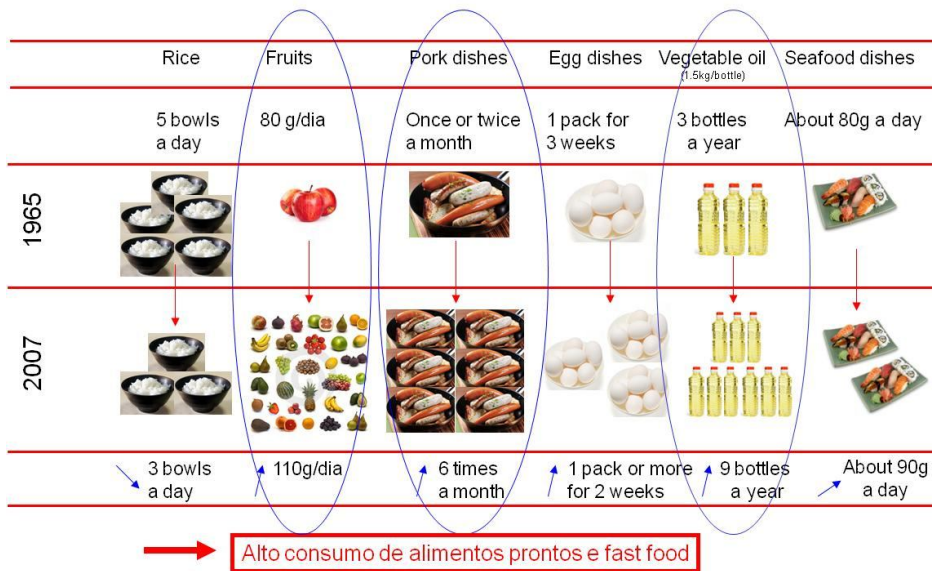 Rice
Fruits
Pork dishes
Egg dishes
Vegetable oil
(1.5kg/bottle)
Seafood dishes
1965
5 bowls
a day
80 g/dia
Once or twice
a month
1 pack for
3 weeks
3 bottles
a year
About 80g a day
2007
3 bowls
a day
110g/dia
6 times
a month
1 pack or more
for 2 weeks
9 bottles
a year
About 90g
a day
Alto consumo de alimentos prontos e fast food